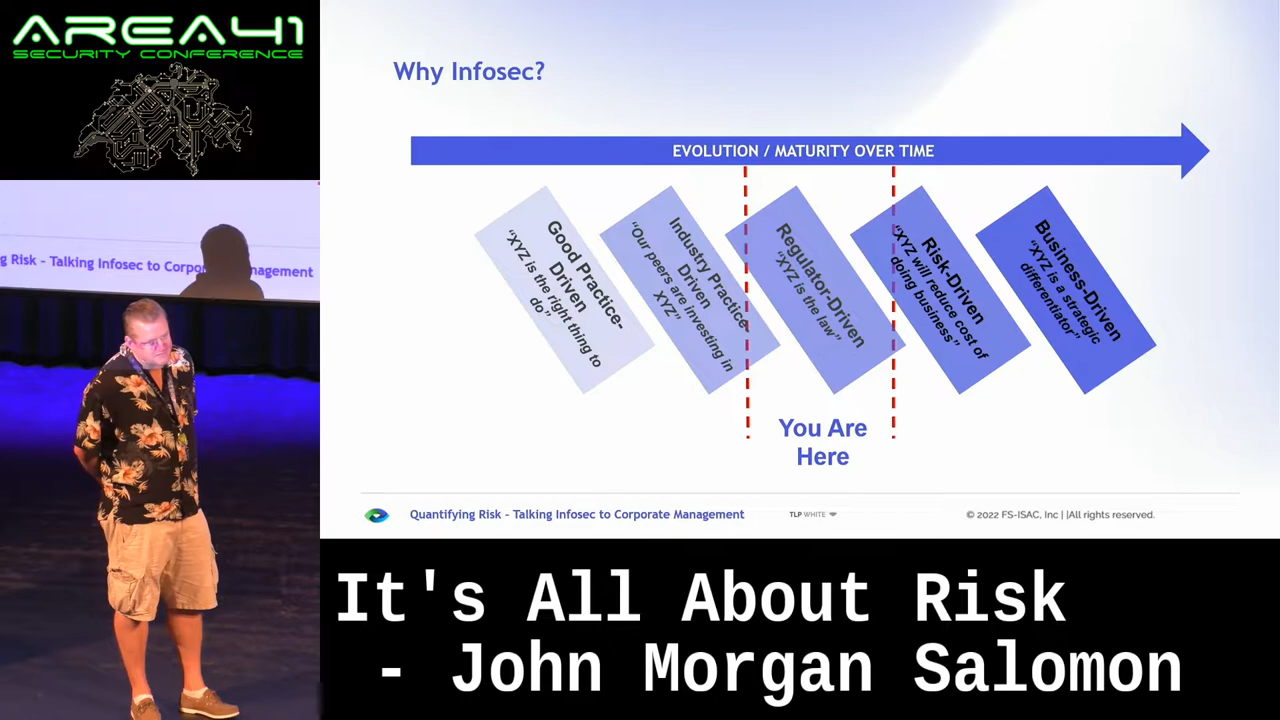 AREA41
SECURITY CONFERENCE
ng Risk - Talking Infosec to Corpo
nagement
Why Infosec?
EVOLUTION / MATURITY OVER TIME
Good Practice-
Driven
“XYZ is the right thing to
do”
Industry Practice-
Driven
“Our peers are investing in
XYZ”
Regulator-Driven
“XYZ is the law”
Risk-Driven
“XYZ will reduce cost of
doing business”
Business-Driven
“XYZ is a strategic
differentiator”
You Are
Here
Quantifying Risk - Talking Infosec to Corporate Management
TLP WHITE
© 2022 FS-ISAC, Inc | |All rights reserved.
It's All About Risk
- John Morgan Salomon